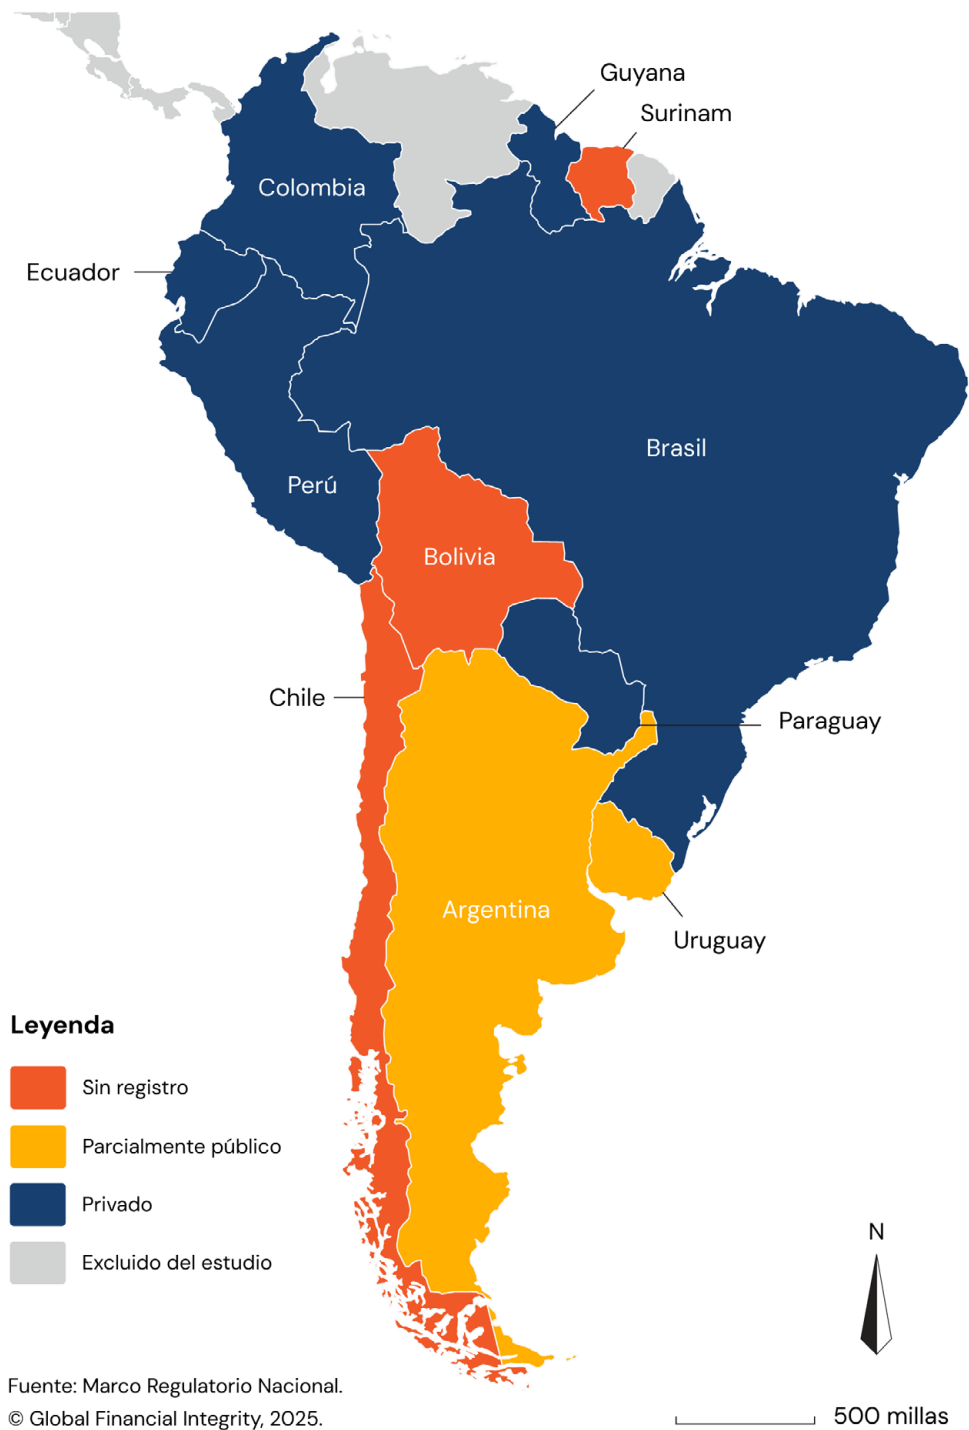 Guyana
Surinam
Colombia
Ecuador
Brasil
Perú
Bolivia
Chile
Paraguay
Argentina
Uruguay
Leyenda
Sin registro
Parcialmente público
Privado
Excluido del estudio
N
Fuente: Marco Regulatorio Nacional.
© Global Financial Integrity, 2025.
500 millas